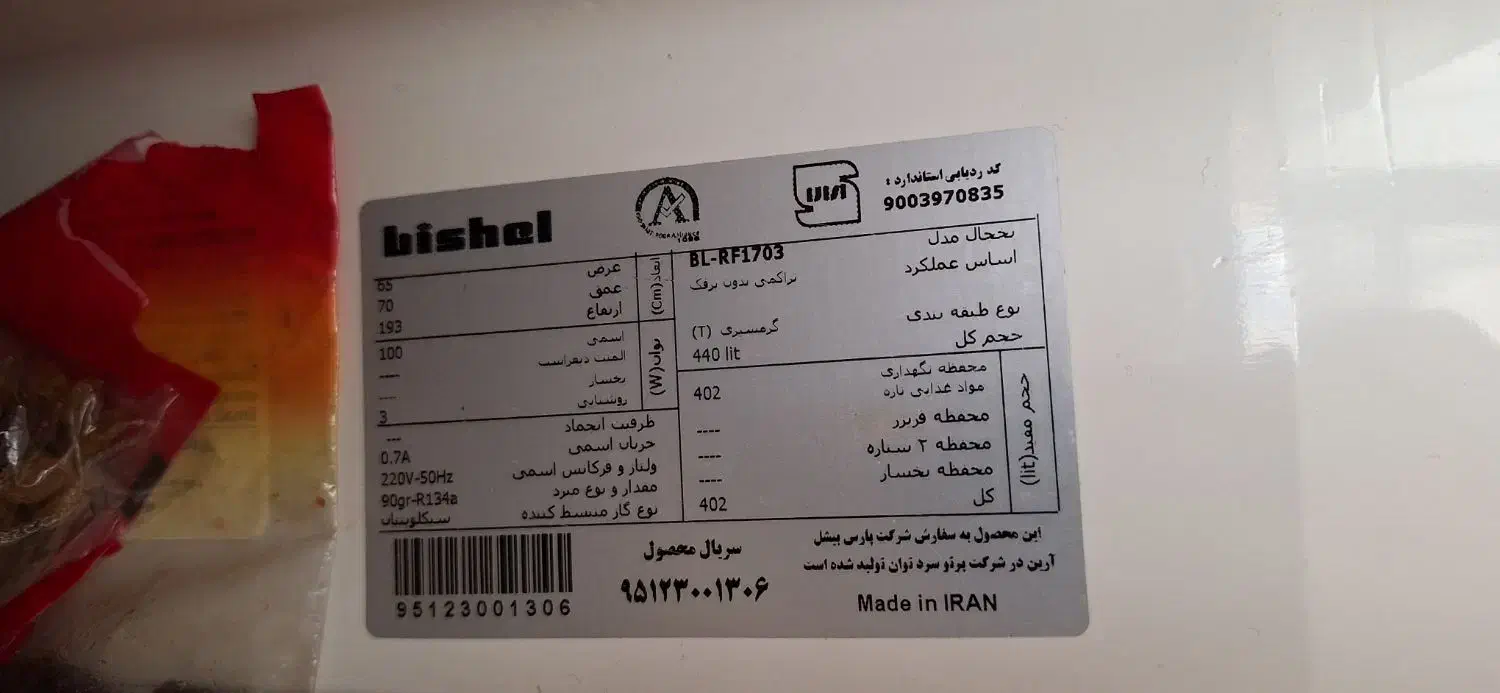 bishel
کد ردیابی استاندارد :
9003970835
یخچال مدل BL-RF1703
اساس عملکرد تراکمی بدون برفک
نوع طبقه بندی گرمسیری (T)
حجم کل 440 lit
حجم مفید(lit)
محفظه نگهداری
مواد غذایی تازه 402
محفظه فریزر ----
محفظه ۲ ستاره ----
محفظه یخساز ----
کل 402
ابعاد(Cm)
عرض 65
عمق 70
ارتفاع 193
توان(W)
اسمی 100
المنت دیفراست ----
یخساز ----
روشنایی 3
ظرفیت انجماد ---
جریان اسمی 0.7A
ولتاژ و فرکانس اسمی 220V-50Hz
مقدار و نوع مبرد 90gr-R134a
نوع گاز منبسط کننده سیکلوپنتان
این محصول به سفارش شرکت پارس بیشل
آرین در شرکت پرتو سرد توان تولید شده است
Made in IRAN
سریال محصول
۹۵۱۲۳۰۰۱۳۰۶
95123001306